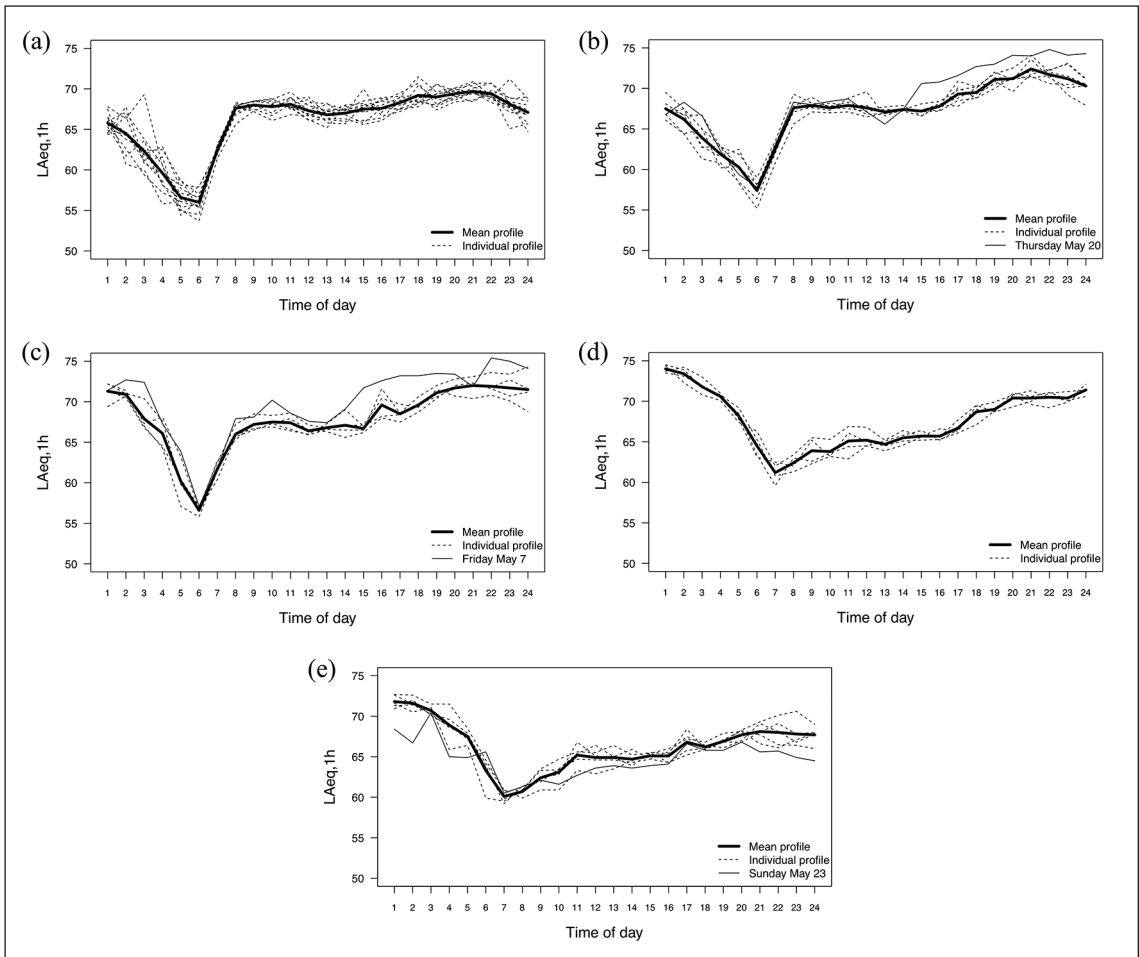 (a)
75
70
65
60
55
50
LAeq,1h
Mean profile
Individual profile
1 2 3 4 5 6 7 8 9 10 11 12 13 14 15 16 17 18 19 20 21 22 23 24
Time of day
(b)
75
70
65
60
55
50
LAeq,1h
Mean profile
Individual profile
Thursday May 20
1 2 3 4 5 6 7 8 9 10 11 12 13 14 15 16 17 18 19 20 21 22 23 24
Time of day
(c)
75
70
65
60
55
50
LAeq,1h
Mean profile
Individual profile
Friday May 7
1 2 3 4 5 6 7 8 9 10 11 12 13 14 15 16 17 18 19 20 21 22 23 24
Time of day
(d)
75
70
65
60
55
50
LAeq,1h
Mean profile
Individual profile
1 2 3 4 5 6 7 8 9 10 11 12 13 14 15 16 17 18 19 20 21 22 23 24
Time of day
(e)
75
70
65
60
55
50
LAeq,1h
Mean profile
Individual profile
Sunday May 23
1 2 3 4 5 6 7 8 9 10 11 12 13 14 15 16 17 18 19 20 21 22 23 24
Time of day